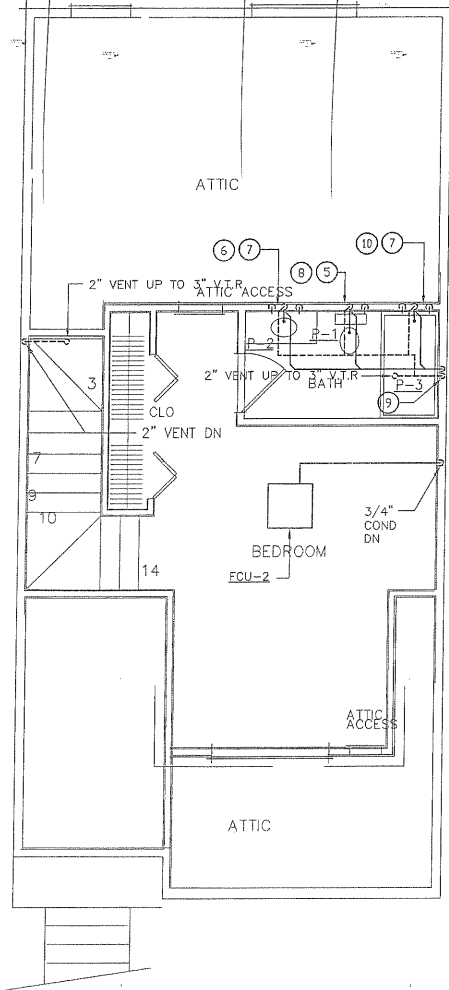 ATTIC
6 7
10 7
8 5
2" VENT UP TO 3" V.T.R
ATTIC ACCESS
P-2
P-1
3
2" VENT UP TO 3" V.T.R
BATH
P-3
CLO
19
2" VENT DN
7
9
10
3/4"
COND
DN
BEDROOM
FCU-2
14
ATTIC
ACCESS
ATTIC